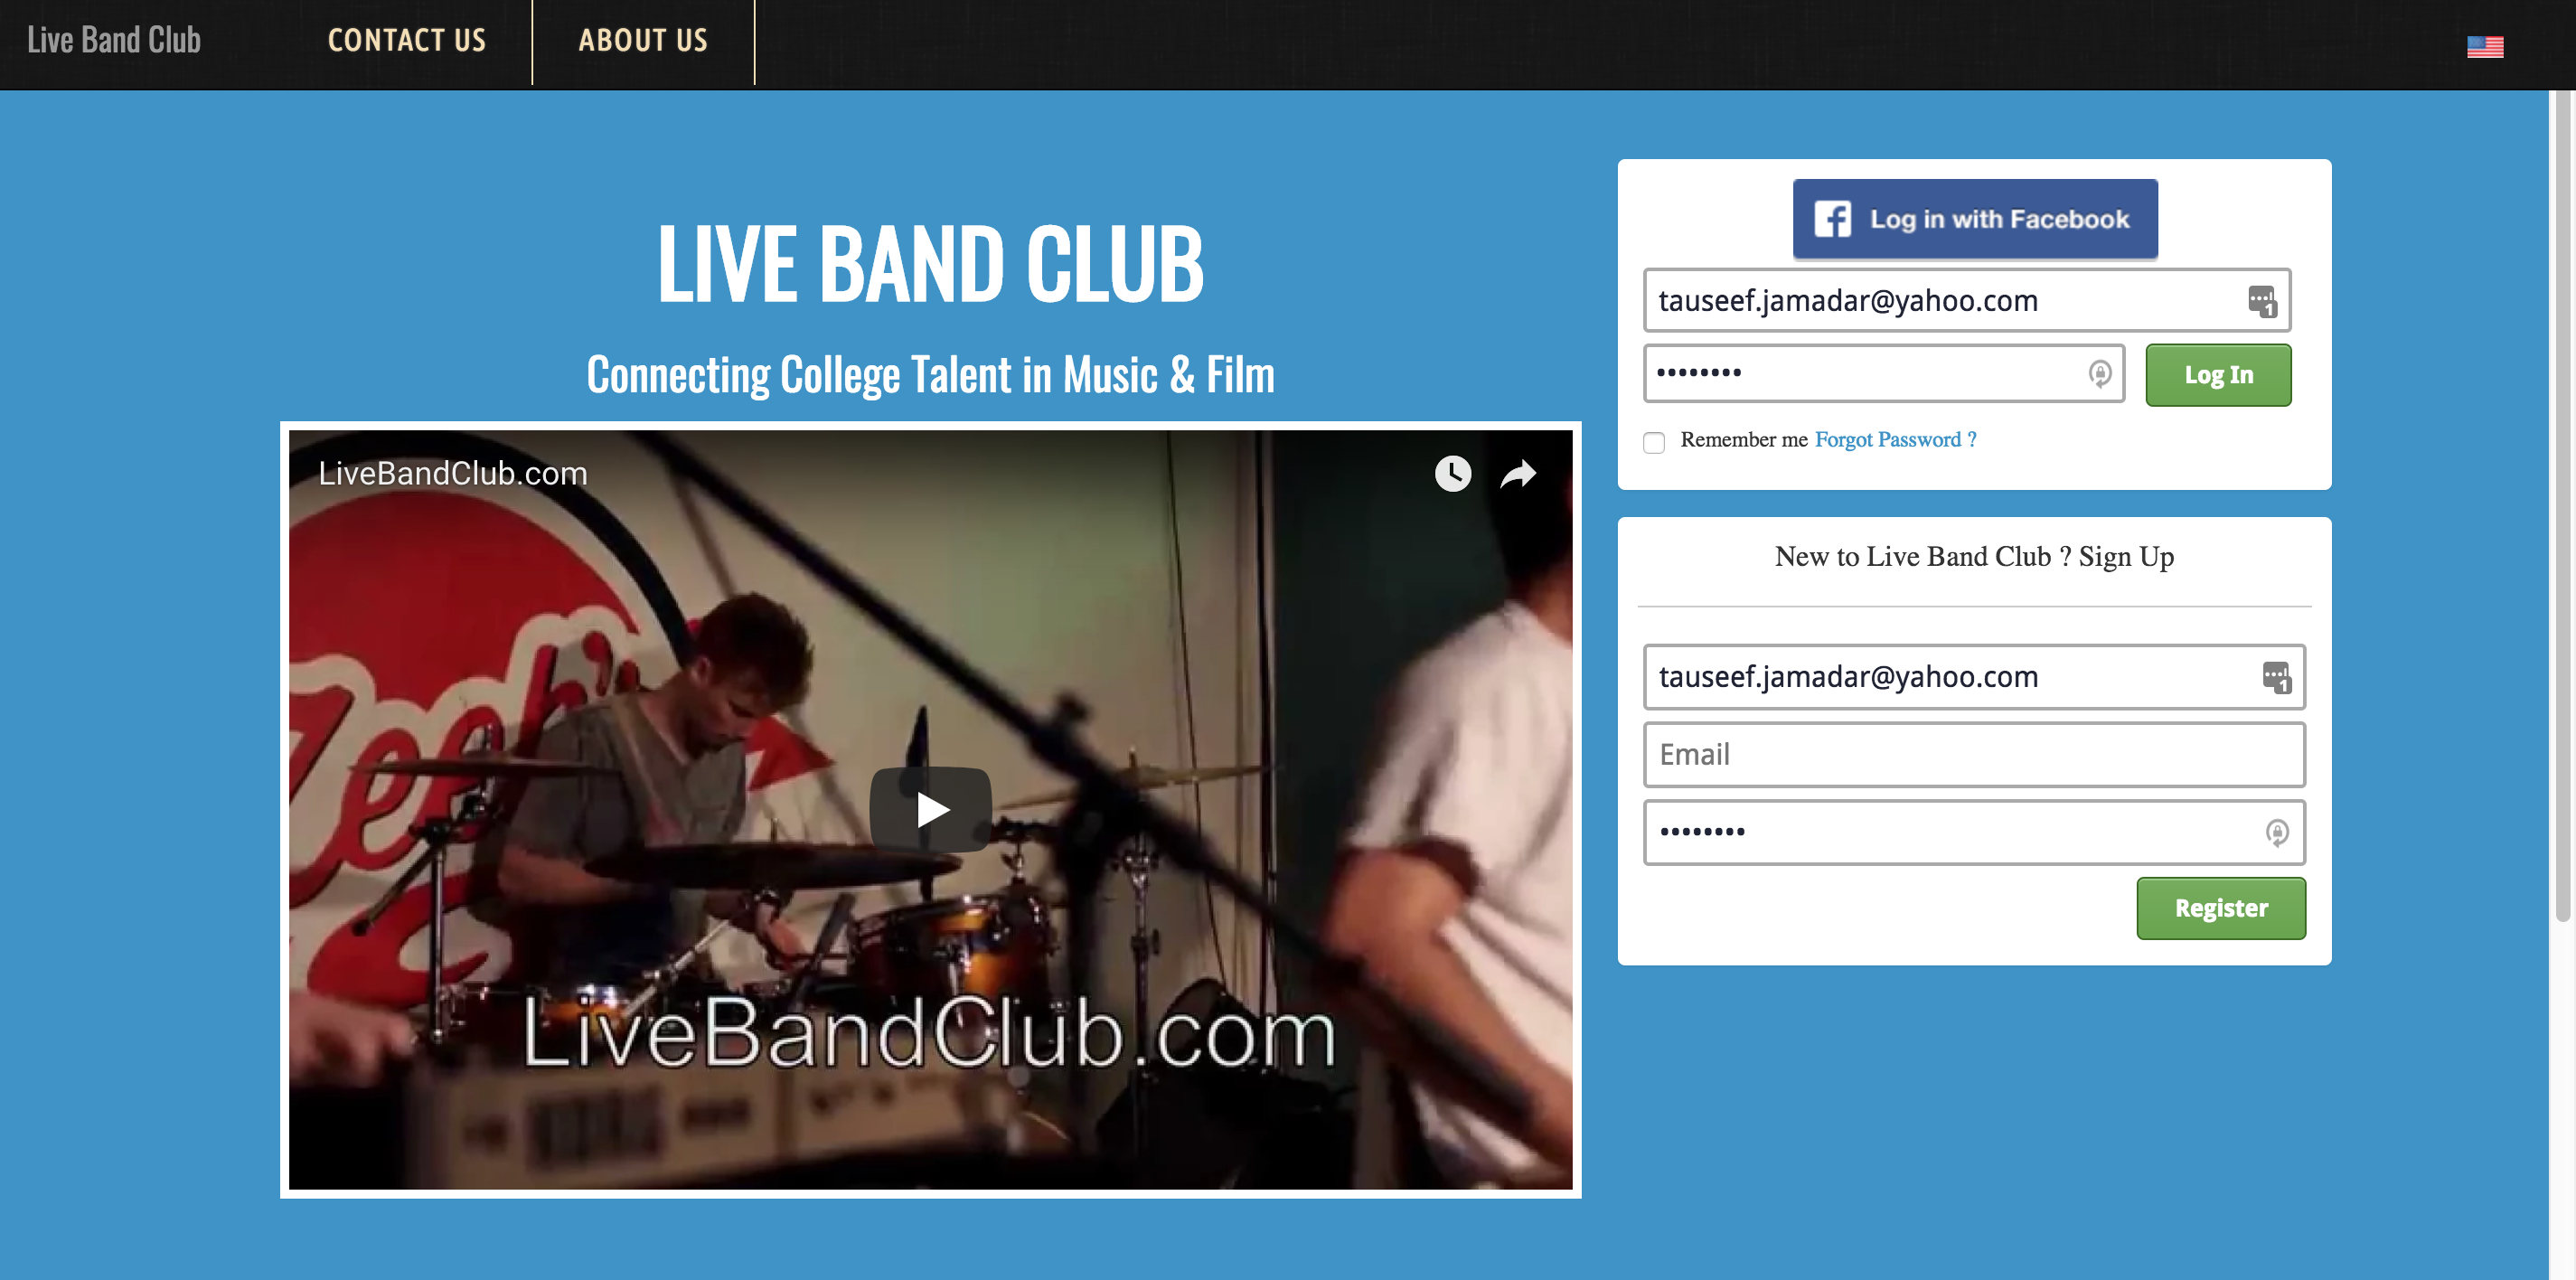 Live Band Club
CONTACT US
ABOUT US
LIVE BAND CLUB
Connecting College Talent in Music & Film
LiveBandClub.com
LiveBandClub.com
Log in with Facebook
tauseef.jamadar@yahoo.com
••••••••
Log In
Remember me Forgot Password ?
New to Live Band Club ? Sign Up
tauseef.jamadar@yahoo.com
Email
••••••••
Register